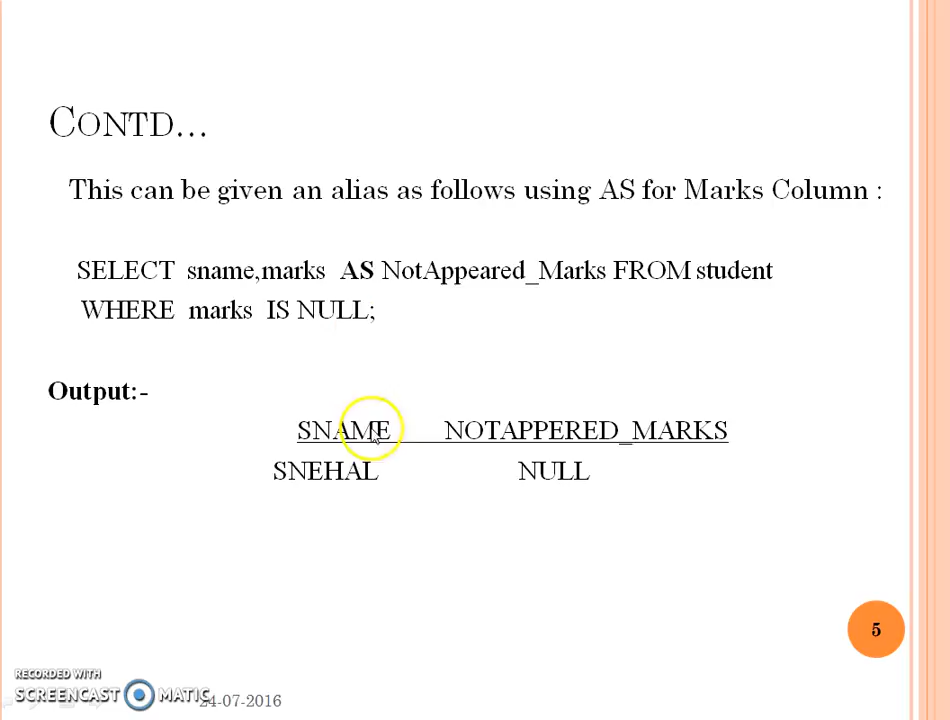 CONTD...
This can be given an alias as follows using AS for Marks Column :
SELECT sname,marks AS NotAppeared_Marks FROM student
WHERE marks IS NULL;
Output:-
SNAME NOTAPPERED_MARKS
SNEHAL NULL
5
RECORDED WITH
SCREENCAST MATIC
24-07-2016